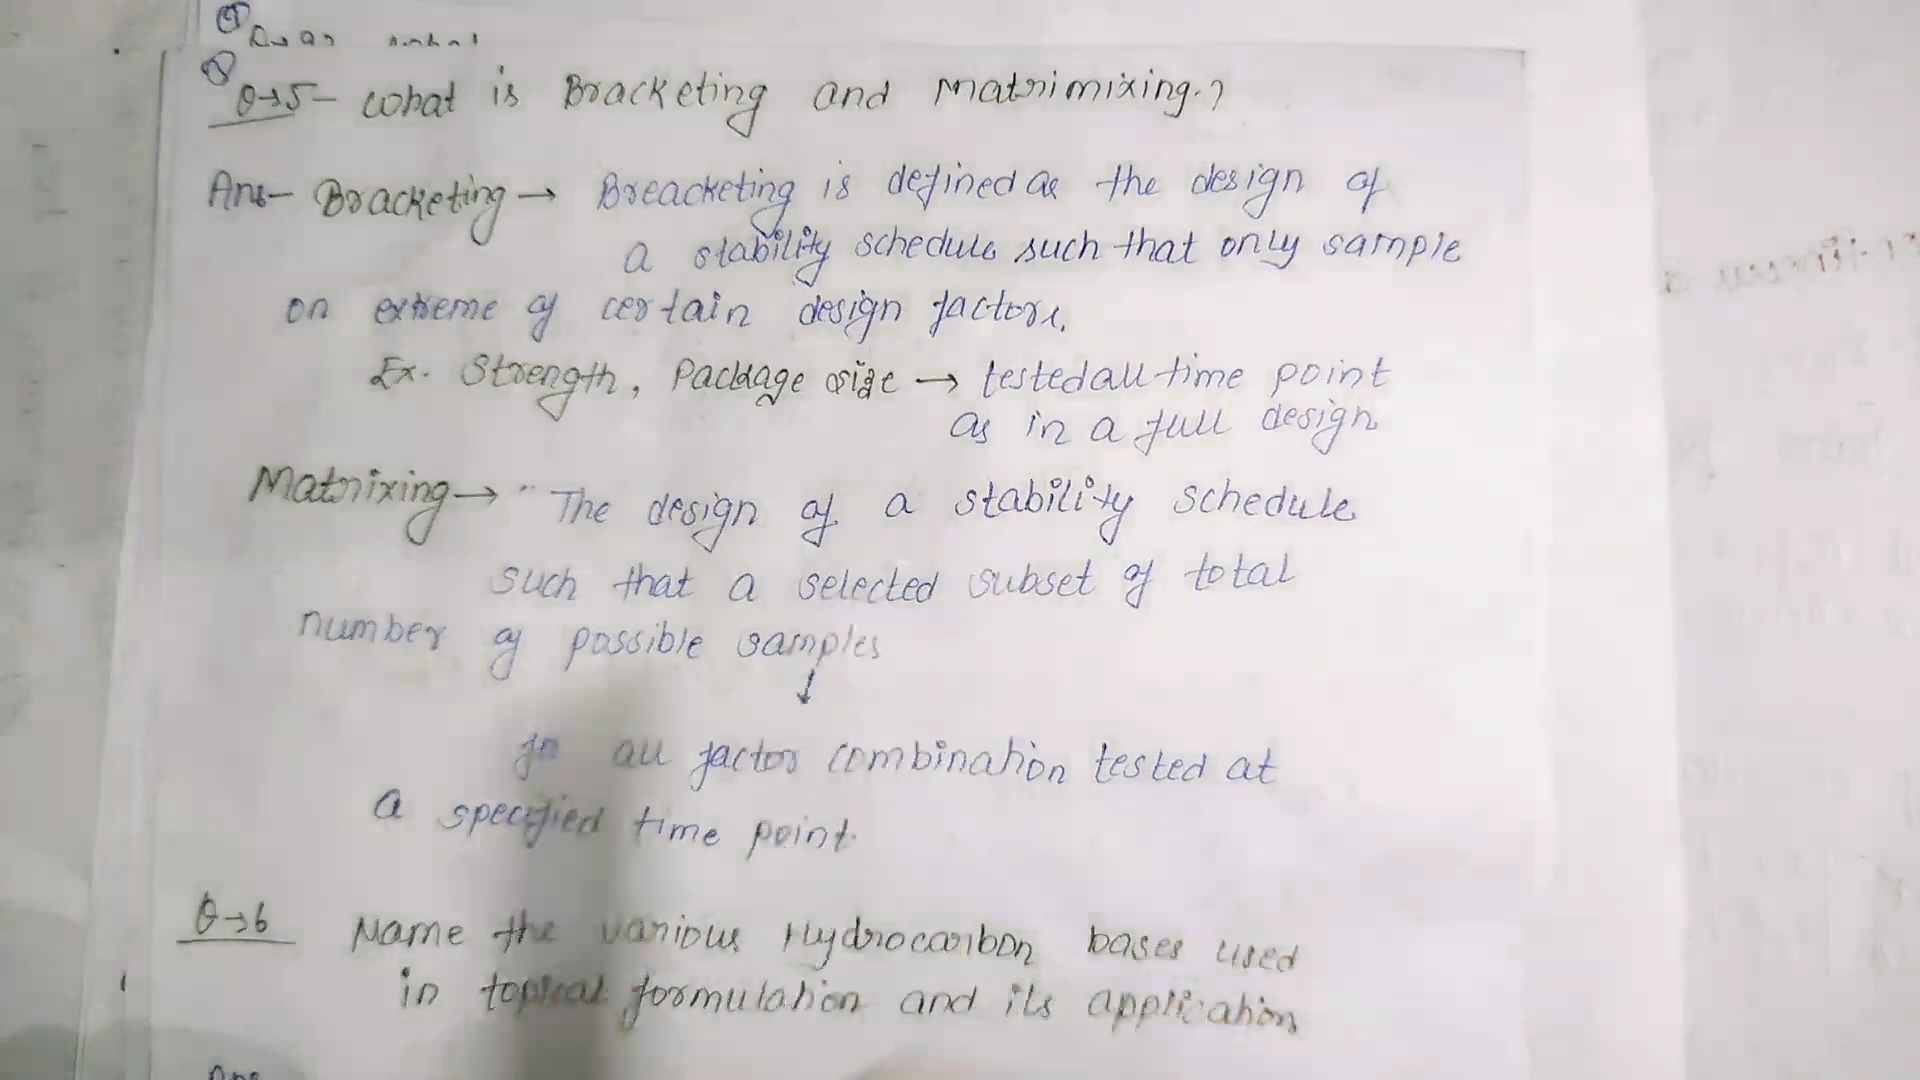 Q→5- What is Bracketing and Matrimixing.?
Ans- Bracketing → Breacketing is defined as the design of
a stability schedule such that only sample
on extreme of certain design factors.
Ex. Strength, Package size → tested all time point
as in a full design
Matrixing → " The design of a stability schedule
such that a selected subset of total
number of possible samples
↓
for all factor combination tested at
a specified time point.
Q→6 Name the various Hydrocarbon bases used
in topical formulation and its application
Ans